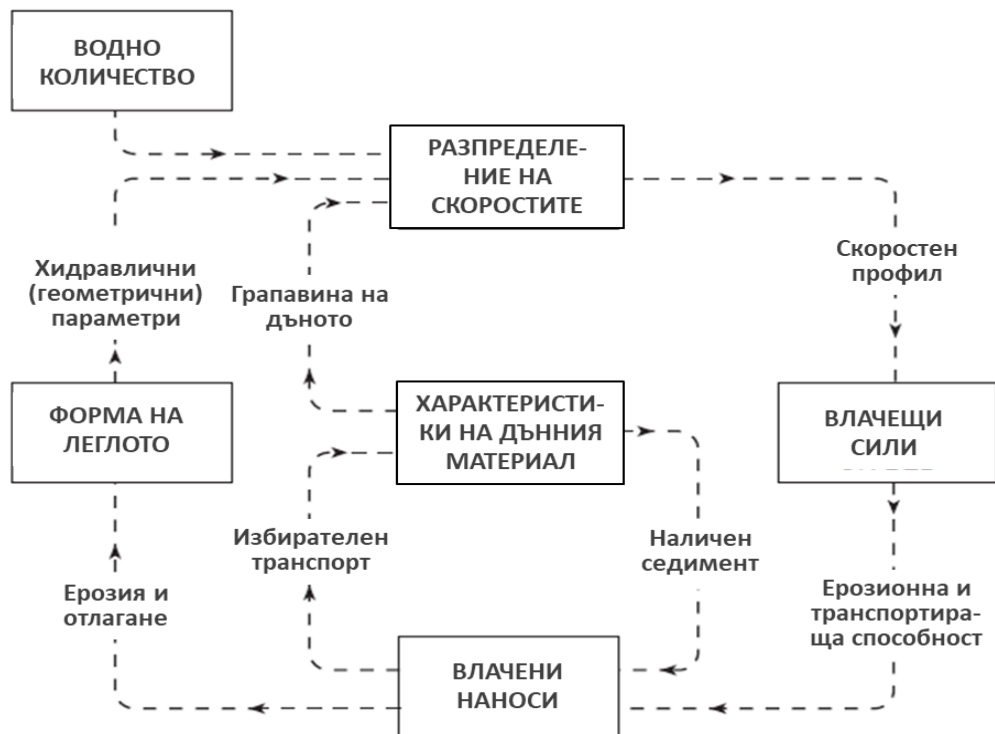 ВОДНО
КОЛИЧЕСТВО
РАЗПРЕДЕЛЕ-
НИЕ НА
СКОРОСТИТЕ
Хидравлични
(геометрични)
параметри
Грапавина на
дъното
Скоростен
профил
ФОРМА НА
ЛЕГЛОТО
ХАРАКТЕРИСТИ-
КИ НА ДЪННИЯ
МАТЕРИАЛ
ВЛАЧЕЩИ
СИЛИ
Избирателен
транспорт
Наличен
седимент
Ерозия и
отлагане
Ерозионна и
транспортира-
ща способност
ВЛАЧЕНИ
НАНОСИ